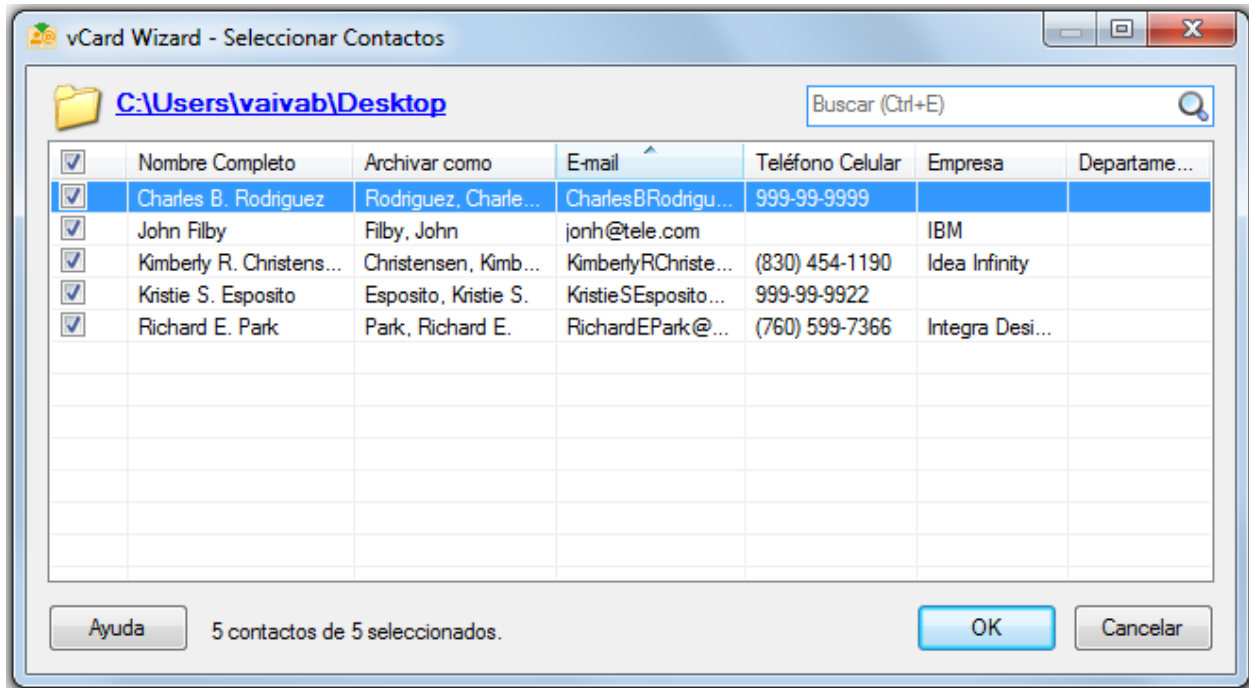 vCard Wizard - Seleccionar Contactos
C:\Users\vaivab\Desktop Buscar (Ctrl+E)
Nombre Completo Archivar como E-mail Teléfono Celular Empresa Departame...
Charles B. Rodriguez Rodriguez, Charle... CharlesBRodrigu... 999-99-9999
John Filby Filby, John jonh@tele.com IBM
Kimberly R. Christens... Christensen, Kimb... KimberlyRChriste... (830) 454-1190 Idea Infinity
Kristie S. Esposito Esposito, Kristie S. KristieSEsposito... 999-99-9922
Richard E. Park Park, Richard E. RichardEPark@... (760) 599-7366 Integra Desi...
Ayuda 5 contactos de 5 seleccionados. OK Cancelar